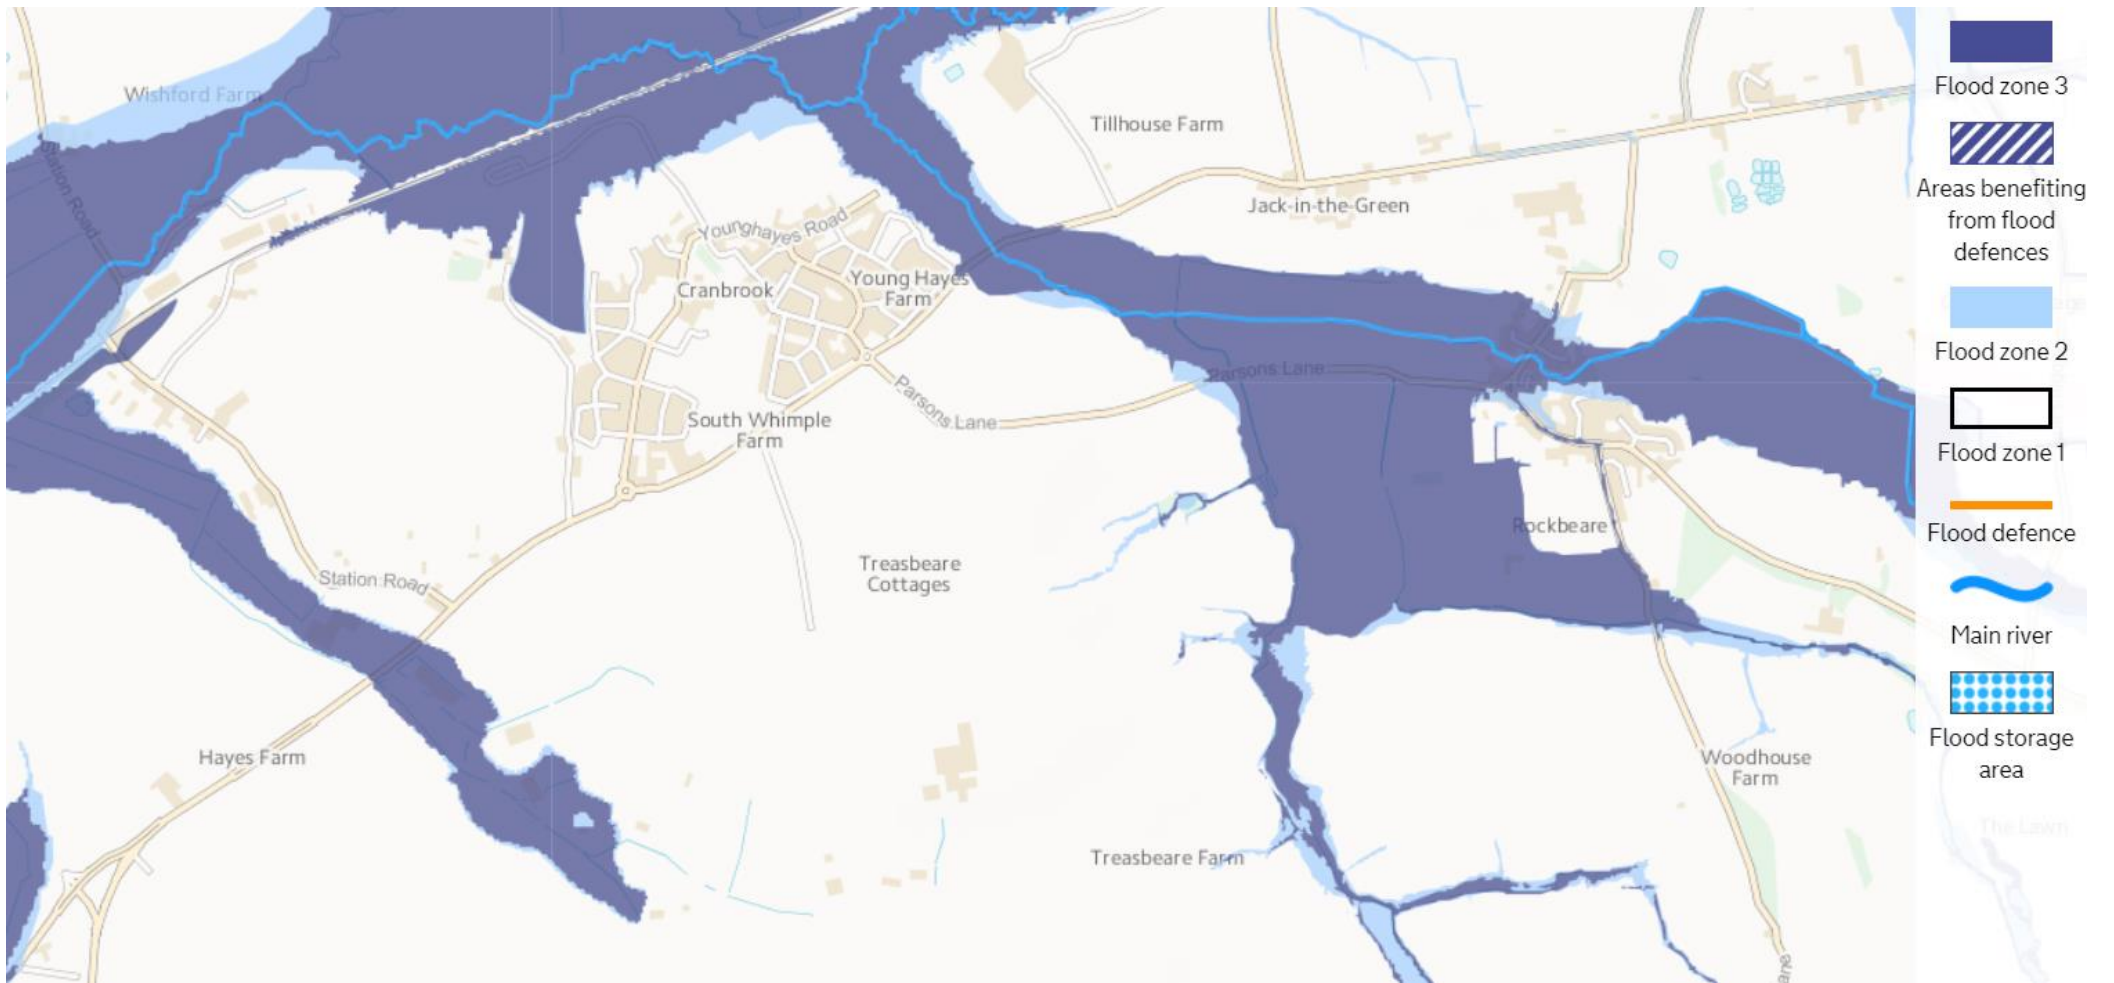 Wishford Farm
Station Road
Tillhouse Farm
Jack-in-the-Green
Younghayes Road
Cranbrook
Young Hayes
Farm
Parsons Lane
Parsons Lane
South Whimple
Farm
Rockbeare
Treasbeare
Cottages
Station Road
Hayes Farm
Woodhouse
Farm
Treasbeare Farm
Flood zone 3
Areas benefiting
from flood
defences
Flood zone 2
Flood zone 1
Flood defence
Main river
Flood storage
area
The Lawn